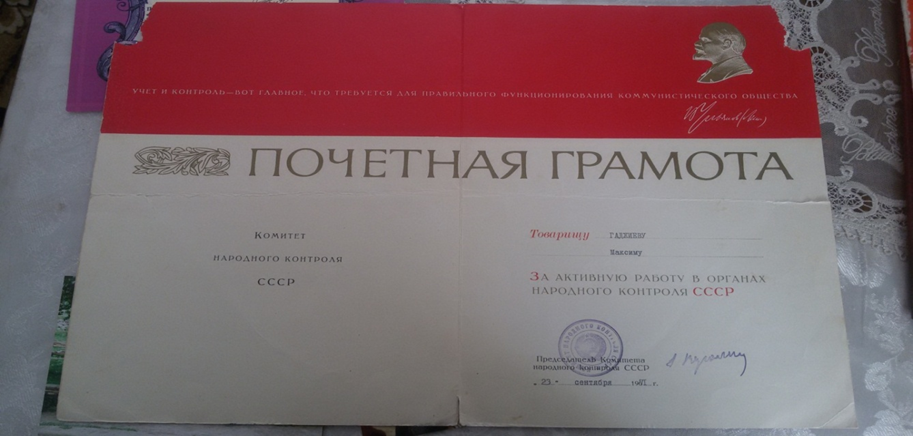 УЧЕТ И КОНТРОЛЬ—ВОТ ГЛАВНОЕ, ЧТО ТРЕБУЕТСЯ ДЛЯ ПРАВИЛЬНОГО ФУНКЦИОНИРОВАНИЯ КОММУНИСТИЧЕСКОГО ОБЩЕСТВА
ПОЧЕТНАЯ ГРАМОТА
КОМИТЕТ
НАРОДНОГО КОНТРОЛЯ
СССР
Товарищу
Максиму
ЗА АКТИВНУЮ РАБОТУ В ОРГАНАХ
НАРОДНОГО КОНТРОЛЯ СССР
Председатель Комитета
народного контроля СССР
"23" сентября 1987 г.